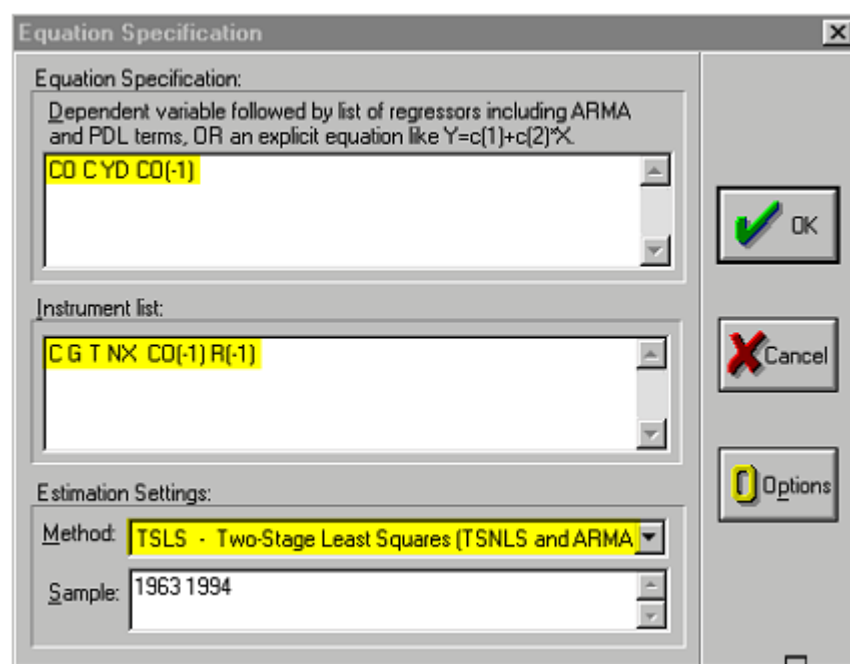 Equation Specification
Equation Specification:
Dependent variable followed by list of regressors including ARMA
and PDL terms, OR an explicit equation like Y=c(1)+c(2)*X.
CO C YD CO(-1)
OK
Instrument list:
C G T NX CO(-1) R(-1)
Cancel
Estimation Settings:
Options
Method: TSLS - Two-Stage Least Squares (TSNLS and ARMA
Sample: 1963 1994